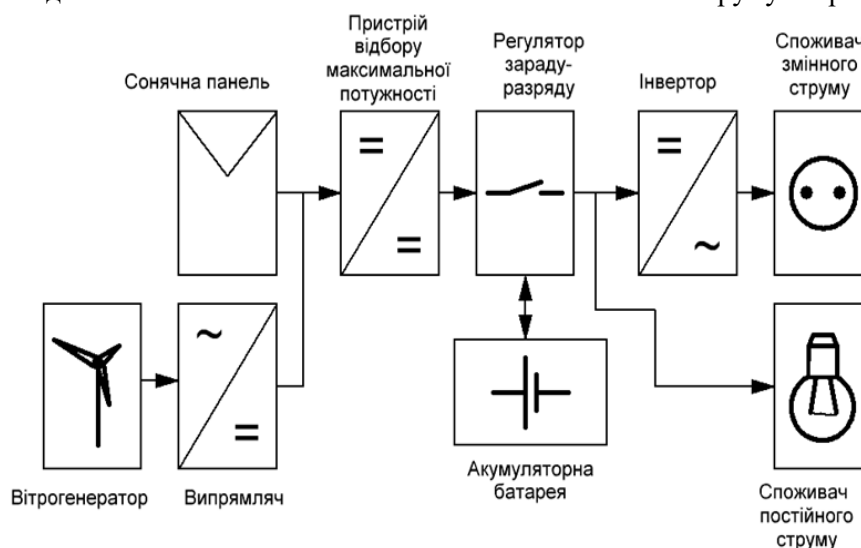 Пристрій
відбору
максимальної
потужності
Регулятор
зараду-
разряду
Споживач
змінного
струму
Сонячна панель
Інвертор
=
=
=
~
~
=
Вітрогенератор
Випрямляч
Акумуляторна
батарея
Споживач
постійного
струму